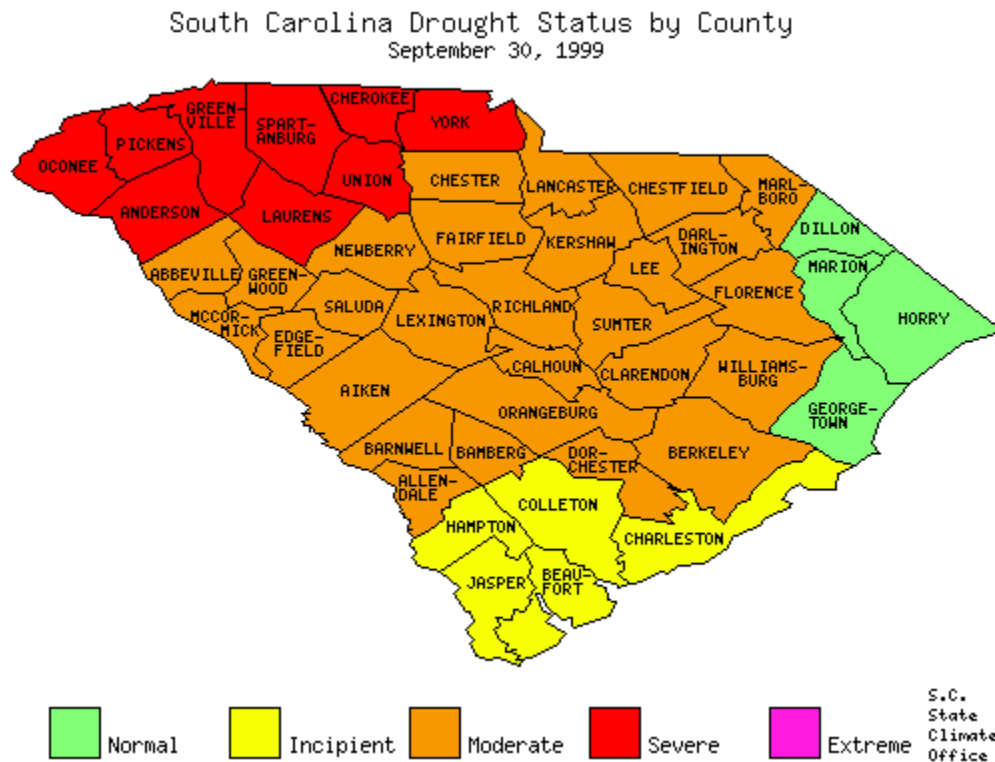 South Carolina Drought Status by County
September 30, 1999
CHEROKEE
GREEN-
VILLE
SPART-
ANBURG
YORK
PICKENS
OCONEE
UNION
CHESTER
LANCASTER
CHESTFIELD
MARL-
BORO
ANDERSON
LAURENS
DILLON
NEWBERRY
FAIRFIELD
KERSHAW
DARL-
INGTON
ABBEVILLE
GREEN-
WOOD
LEE
MARION
SALUDA
LEXINGTON
RICHLAND
FLORENCE
MCCOR-
MICK
EDGE-
FIELD
SUMTER
HORRY
AIKEN
CALHOUN
CLARENDON
WILLIAMS-
BURG
ORANGEBURG
GEORGE-
TOWN
BARNWELL
BAMBERG
DOR-
CHESTER
BERKELEY
ALLEN-
DALE
COLLETON
HAMPTON
CHARLESTON
JASPER
BEAU-
FORT
Normal
Incipient
Moderate
Severe
Extreme
S.C.
State
Climate
Office